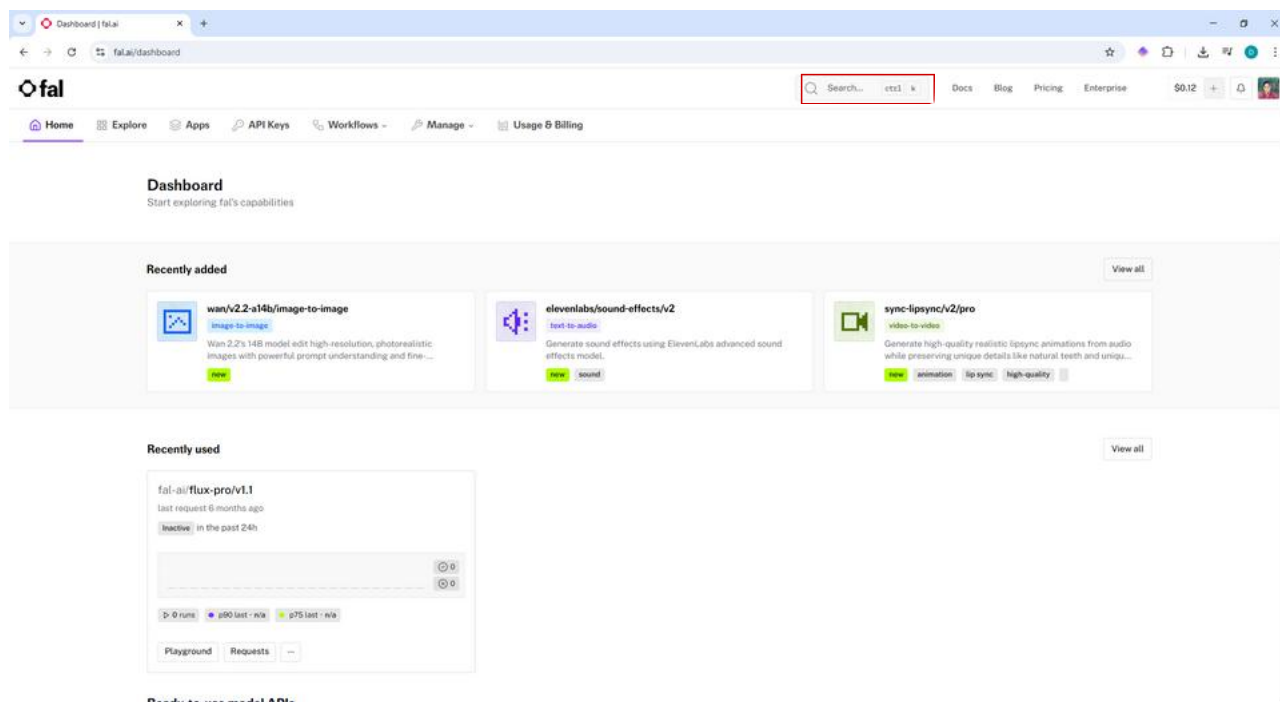 Dashboard | fal.ai
fal.ai/dashboard
fal
Search... ctrl k Docs Blog Pricing Enterprise $0.12 +
Home Explore Apps API Keys Workflows Manage Usage & Billing
Dashboard
Start exploring fal's capabilities
Recently added View all
wan/v2.2-a14b/image-to-image
image-to-image
Wan 2.2's 14B model edit high-resolution, photorealistic
images with powerful prompt understanding and fine-...
new
elevenlabs/sound-effects/v2
text-to-audio
Generate sound effects using ElevenLabs advanced sound
effects model.
new sound
sync-lipsync/v2/pro
video-to-video
Generate high-quality realistic lipsync animations from audio
while preserving unique details like natural teeth and uniqu...
new animation lip sync high-quality
Recently used View all
fal-ai/flux-pro/v1.1
last request 6 months ago
Inactive in the past 24h
0
0
0 runs p90 last - n/a p75 last - n/a
Playground Requests ...
Ready-to-use model APIs